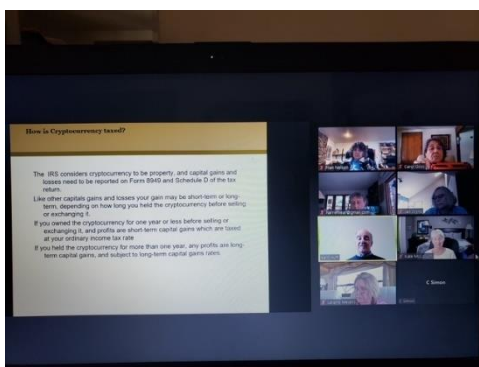 How is Cryptocurrency taxed?
The IRS considers cryptocurrency to be property, and capital gains and
losses need to be reported on Form 8949 and Schedule D of the tax
return.
Like other capitals gains and losses your gain may be short-term or long-
term, depending on how long you held the cryptocurrency before selling
or exchanging it.
If you owned the cryptocurrency for one year or less before selling or
exchanging it, and profits are short-term capital gains which are taxed
at your ordinary income tax rate
If you held the cryptocurrency for more than one year, any profits are long-
term capital gains, and subject to long-term capital gains rates.
C Simon